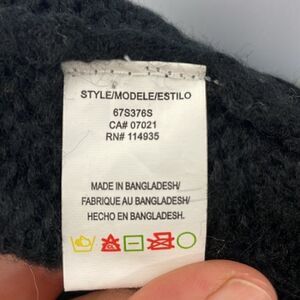 STYLE/MODELE/ESTILO
67S376S
CA# 07021
RN# 114935
MADE IN BANGLADESH/
FABRIQUE AU BANGLADESH/
HECHO EN BANGLADESH.